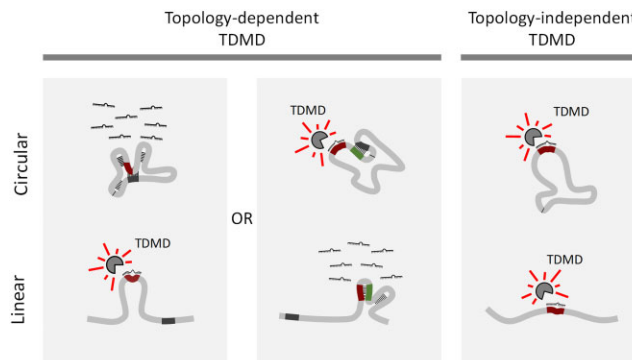 Topology-dependent
TDMD
Topology-independent
TDMD
Circular
TDMD
TDMD
OR
Linear
TDMD
TDMD